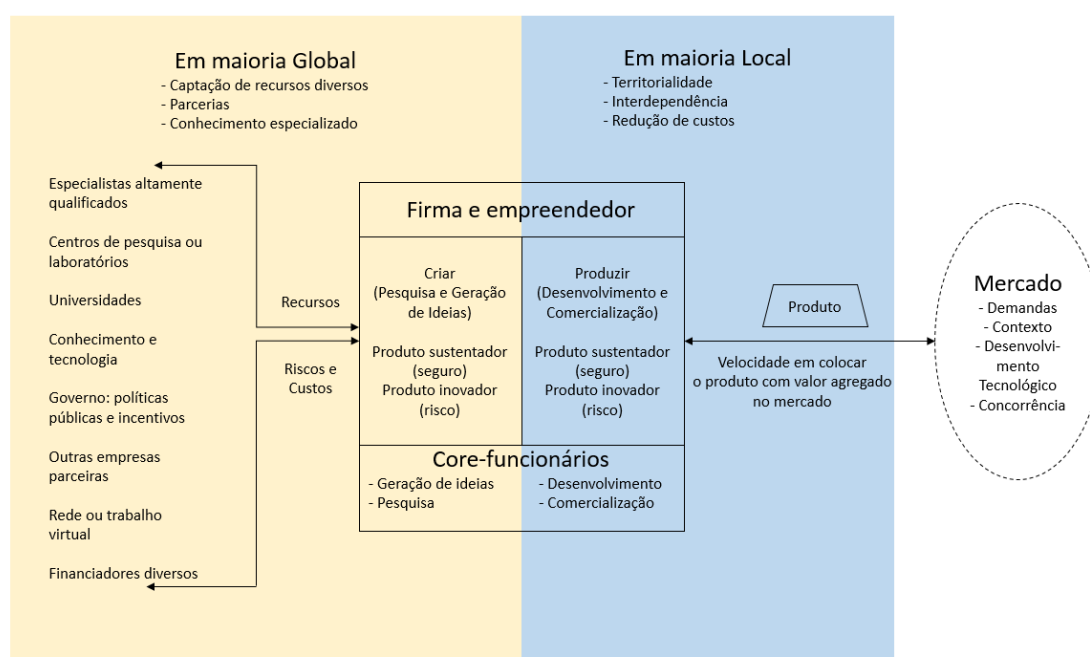 Em maioria Global
- Captação de recursos diversos
- Parcerias
- Conhecimento especializado
Em maioria Local
- Territorialidade
- Interdependência
- Redução de custos
Especialistas altamente
qualificados
Centros de pesquisa ou
laboratórios
Universidades
Conhecimento e
tecnologia
Governo: políticas
públicas e incentivos
Outras empresas
parceiras
Rede ou trabalho
virtual
Financiadores diversos
Recursos
Riscos e
Custos
Firma e empreendedor
Criar
(Pesquisa e Geração
de Ideias)
Produto sustentador
(seguro)
Produto inovador
(risco)
Produzir
(Desenvolvimento e
Comercialização)
Produto sustentador
(seguro)
Produto inovador
(risco)
Core-funcionários
- Geração de ideias
- Pesquisa
- Desenvolvimento
- Comercialização
Produto
Velocidade em colocar
o produto com valor agregado
no mercado
Mercado
- Demandas
- Contexto
- Desenvolvi-
mento
Tecnológico
- Concorrência